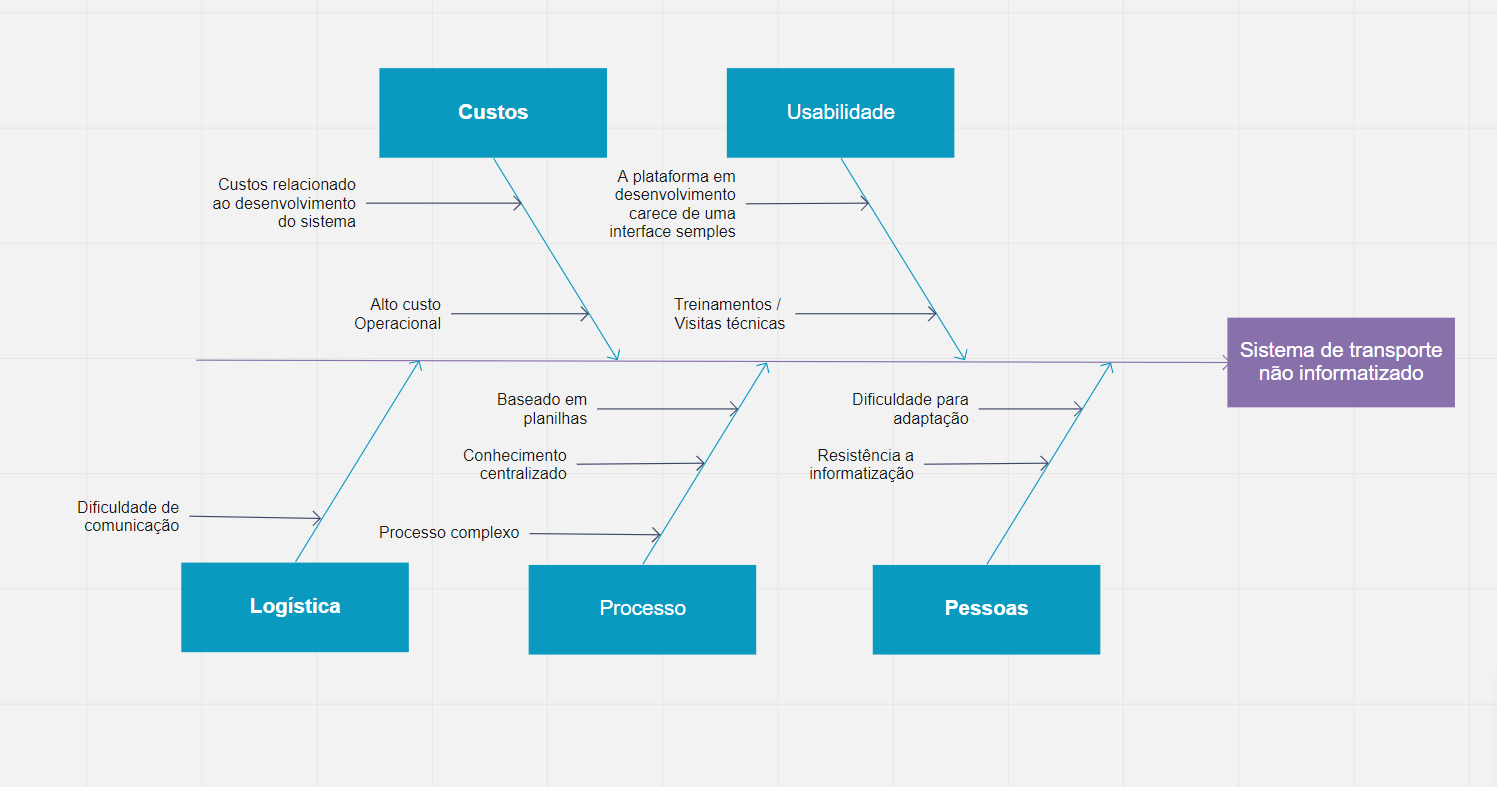 Custos
Usabilidade
Custos relacionado
ao desenvolvimento
do sistema
A plataforma em
desenvolvimento
carece de uma
interface semples
Alto custo
Operacional
Treinamentos /
Visitas técnicas
Sistema de transporte
não informatizado
Baseado em
planilhas
Dificuldade para
adaptação
Conhecimento
centralizado
Resistência a
informatização
Dificuldade de
comunicação
Processo complexo
Logística
Processo
Pessoas